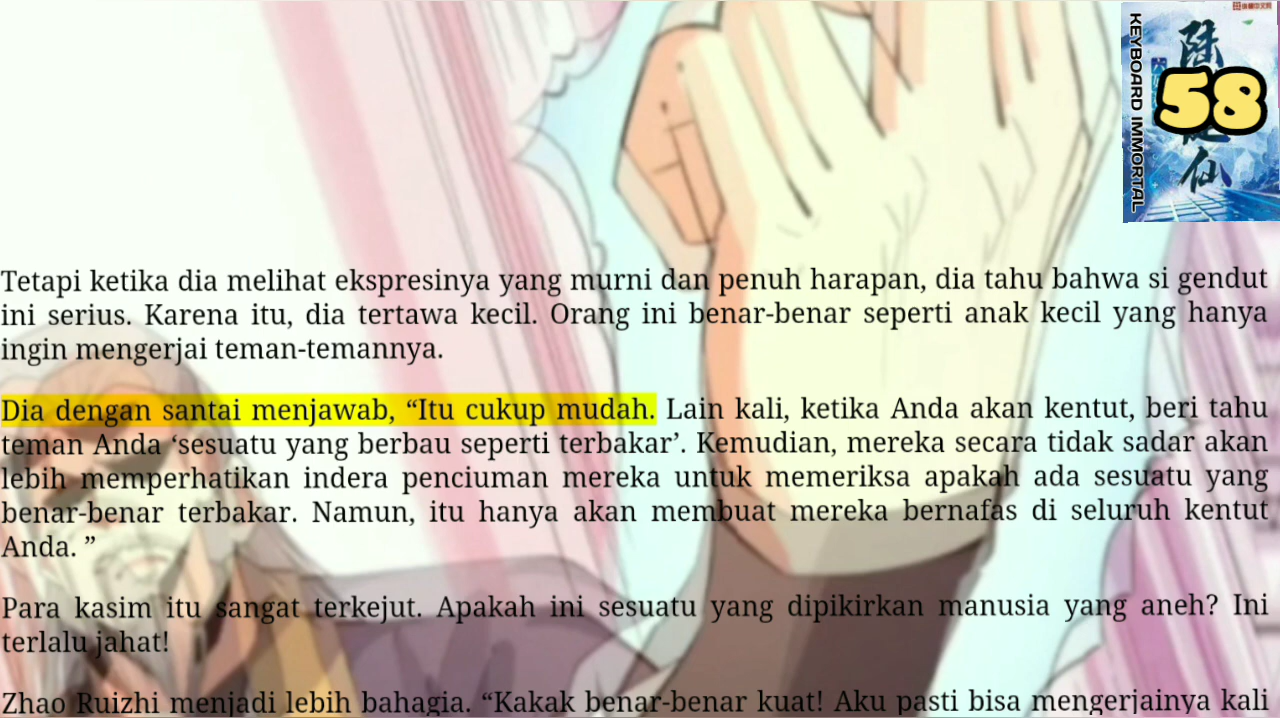 KEYBOARD IMMORTAL
58
仙
Tetapi ketika dia melihat ekspresinya yang murni dan penuh harapan, dia tahu bahwa si gendut
ini serius. Karena itu, dia tertawa kecil. Orang ini benar-benar seperti anak kecil yang hanya
ingin mengerjai teman-temannya.
Dia dengan santai menjawab, “Itu cukup mudah. Lain kali, ketika Anda akan kentut, beri tahu
teman Anda ‘sesuatu yang berbau seperti terbakar’. Kemudian, mereka secara tidak sadar akan
lebih memperhatikan indera penciuman mereka untuk memeriksa apakah ada sesuatu yang
benar-benar terbakar. Namun, itu hanya akan membuat mereka bernafas di seluruh kentut
Anda. ”
Para kasim itu sangat terkejut. Apakah ini sesuatu yang dipikirkan manusia yang aneh? Ini
terlalu jahat!
Zhao Ruizhi menjadi lebih bahagia. “Kakak benar-benar kuat! Aku pasti bisa mengerjainya kali